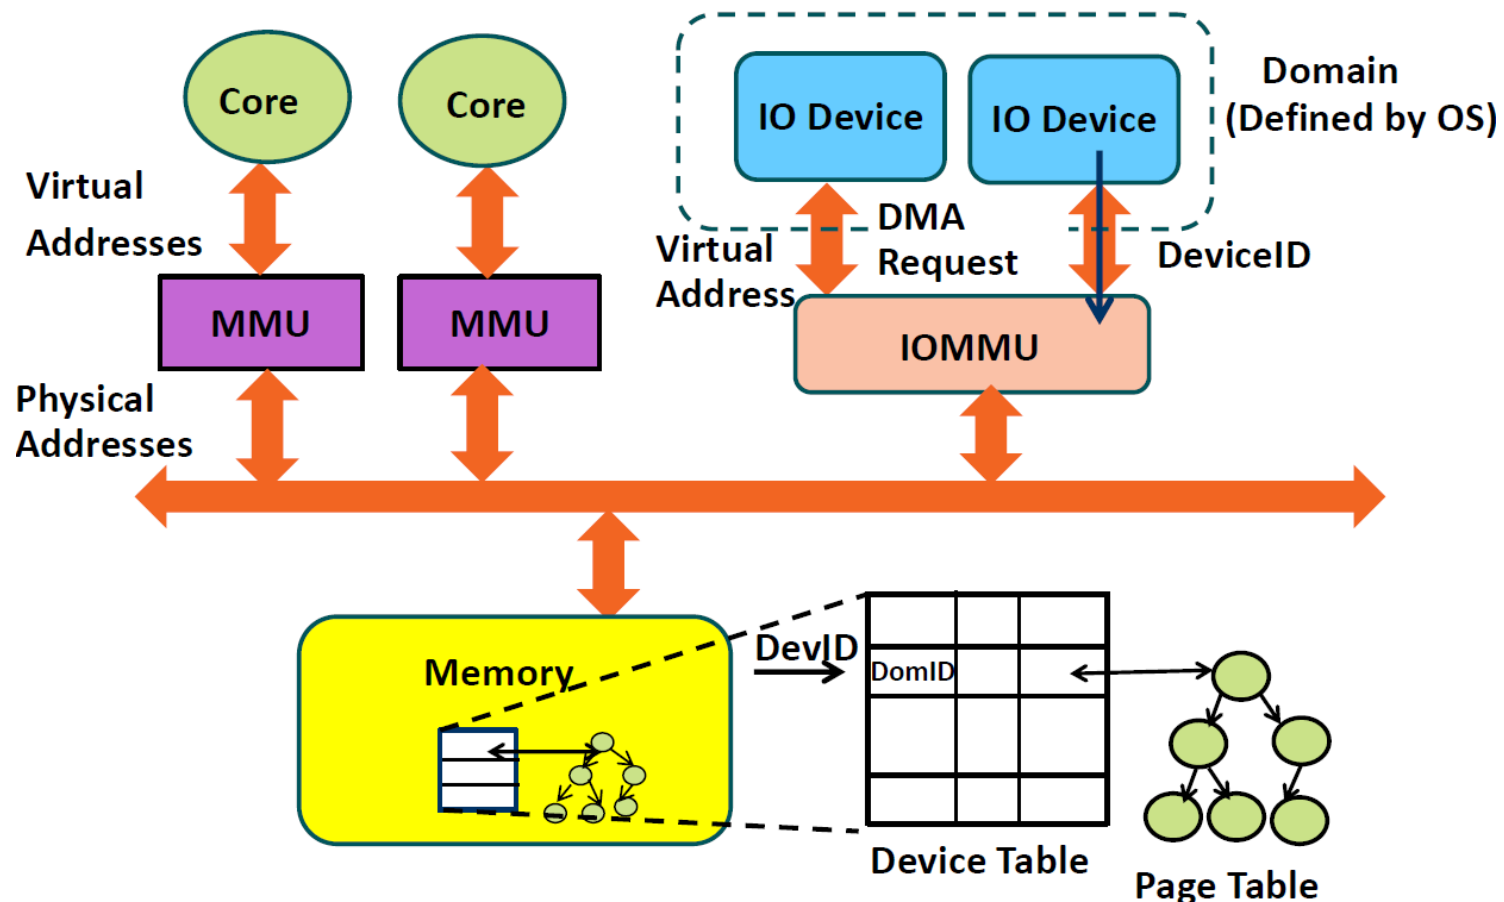 Core
Core
IO Device
IO Device
Domain
(Defined by OS)
Virtual
Addresses
DMA
Request
Virtual
Address
DeviceID
MMU
MMU
IOMMU
Physical
Addresses
Memory
DevID
DomID
Device Table
Page Table